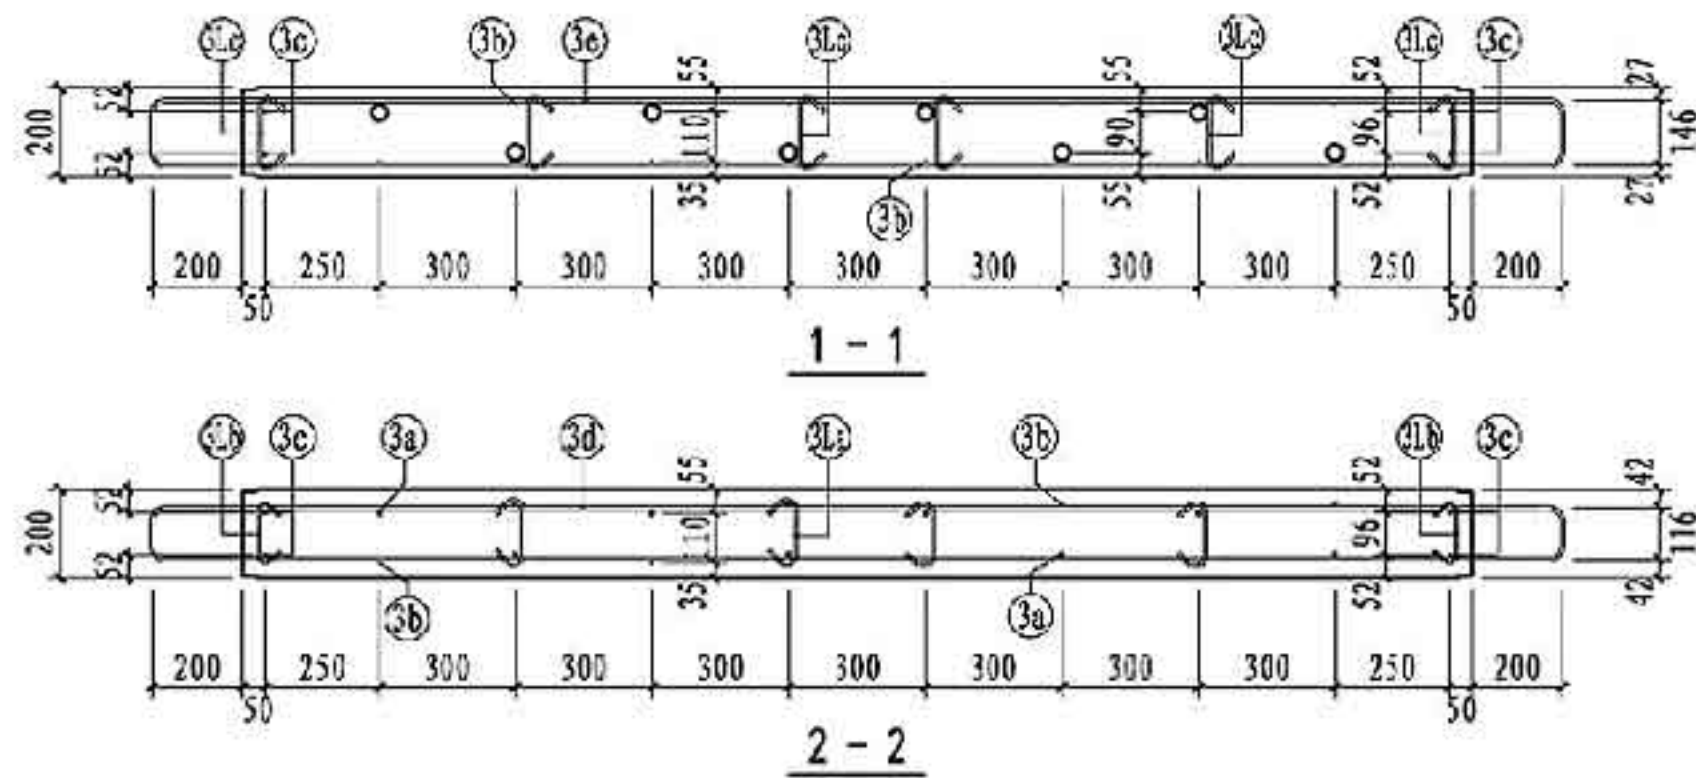 3Lc 3c 3b 3e 3La 3La 3Lc 3c
55 55 52 27
200 52 52 110 90 96 146
35 55 52 27
3b
200 250 300 300 300 300 300 300 300 250 200
50 50
1 - 1
3Lb 3c 3a 3d 3La 3b 3Lb 3c
55 52 42
200 52 52 110 96 116
35 52 42
3b 3a
200 250 300 300 300 300 300 300 300 250 200
50 50
2 - 2